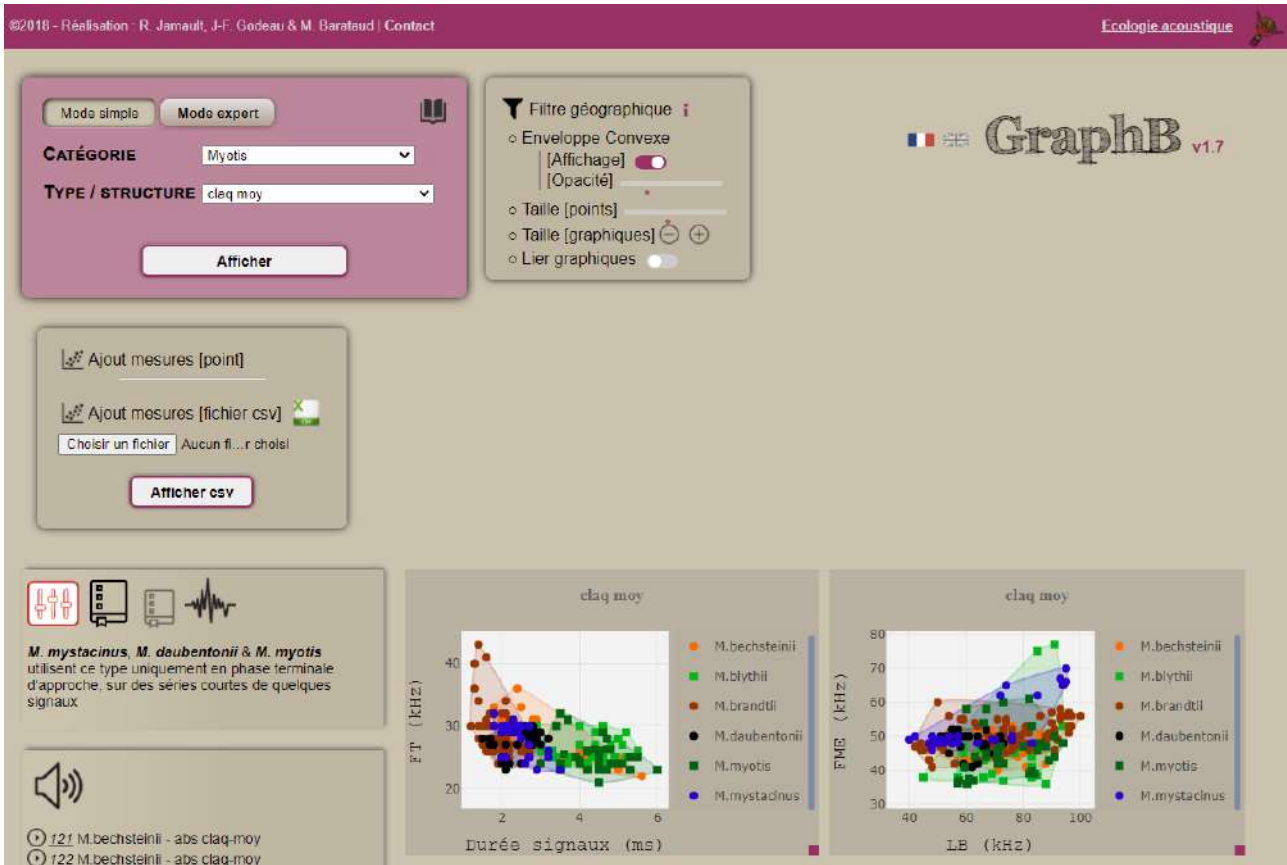 ©2018 - Réalisation : R. Jamault, J-F. Godeau & M. Barataud | Contact
Ecologie acoustique
Mode simple
Mode expert
CATÉGORIE
Myotis
TYPE / STRUCTURE
claq moy
Afficher
Filtre géographique i
Enveloppe Convexe
[Affichage]
[Opacité]
Taille [points]
Taille [graphiques]
Lier graphiques
GraphB v1.7
Ajout mesures [point]
Ajout mesures [fichier csv]
Choisir un fichier Aucun fi...r choisi
Afficher csv
M. mystacinus, M. daubentonii & M. myotis
utilisent ce type uniquement en phase terminale
d'approche, sur des séries courtes de quelques
signaux
121 M.bechsteinii - abs claq-moy
122 M.bechsteinii - abs claq-moy
claq moy
FT (kHz)
40
30
20
2 4 6
Durée signaux (ms)
M.bechsteinii
M.blythii
M.brandtii
M.daubentonii
M.myotis
M.mystacinus
claq moy
FME (kHz)
80
70
60
50
40
30
40 60 80 100
LB (kHz)
M.bechsteinii
M.blythii
M.brandtii
M.daubentonii
M.myotis
M.mystacinus